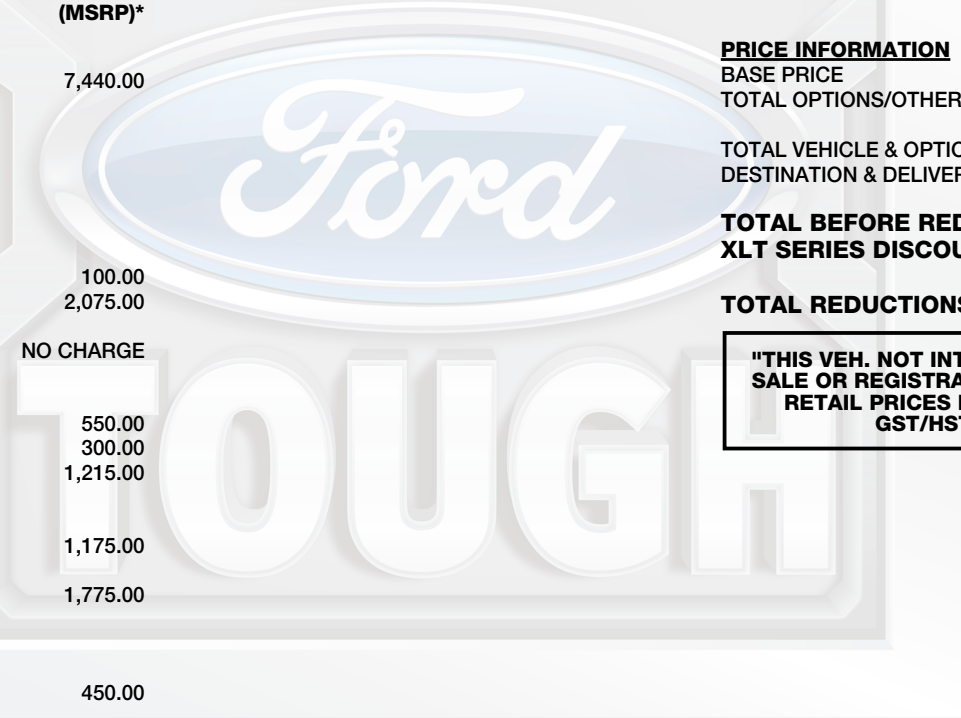 (MSRP)*
7,440.00
100.00
2,075.00
NO CHARGE
550.00
300.00
1,215.00
1,175.00
1,775.00
450.00
Ford
TOUGH
PRICE INFORMATION
BASE PRICE
TOTAL OPTIONS/OTHER
TOTAL VEHICLE & OPTIO
DESTINATION & DELIVER
TOTAL BEFORE RED
XLT SERIES DISCOU
TOTAL REDUCTIONS
"THIS VEH. NOT INT
SALE OR REGISTRA
RETAIL PRICES
GST/HST